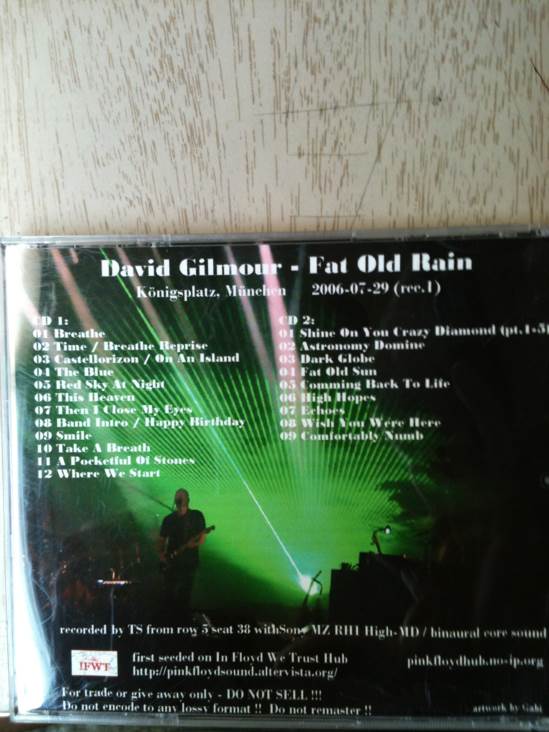 David Gilmour - Fat Old Rain
Königsplatz, München 2006-07-29 (rec.1)
CD 1:
01 Breathe
02 Time / Breathe Reprise
03 Castellorizon / On An Island
04 The Blue
05 Red Sky At Night
06 This Heaven
07 Then I Close My Eyes
08 Band Intro / Happy Birthday
09 Smile
10 Take A Breath
11 A Pocketful Of Stones
12 Where We Start
CD 2:
01 Shine On You Crazy Diamond (pt.1-5)
02 Astronomy Domine
03 Dark Globe
04 Fat Old Sun
05 Comming Back To Life
06 High Hopes
07 Echoes
08 Wish You Were Here
09 Comfortably Numb
recorded by TS from row 5 seat 38 withSony MZ RH1 High-MD / binaural core sound
IFWT
first seeded on In Floyd We Trust Hub
http://pinkfloydsound.altervista.org/
pinkfloydhub.no-ip.org
For trade or give away only - DO NOT SELL !!!
Do not encode to any lossy format !! Do not remaster !!
artwork by Gabi